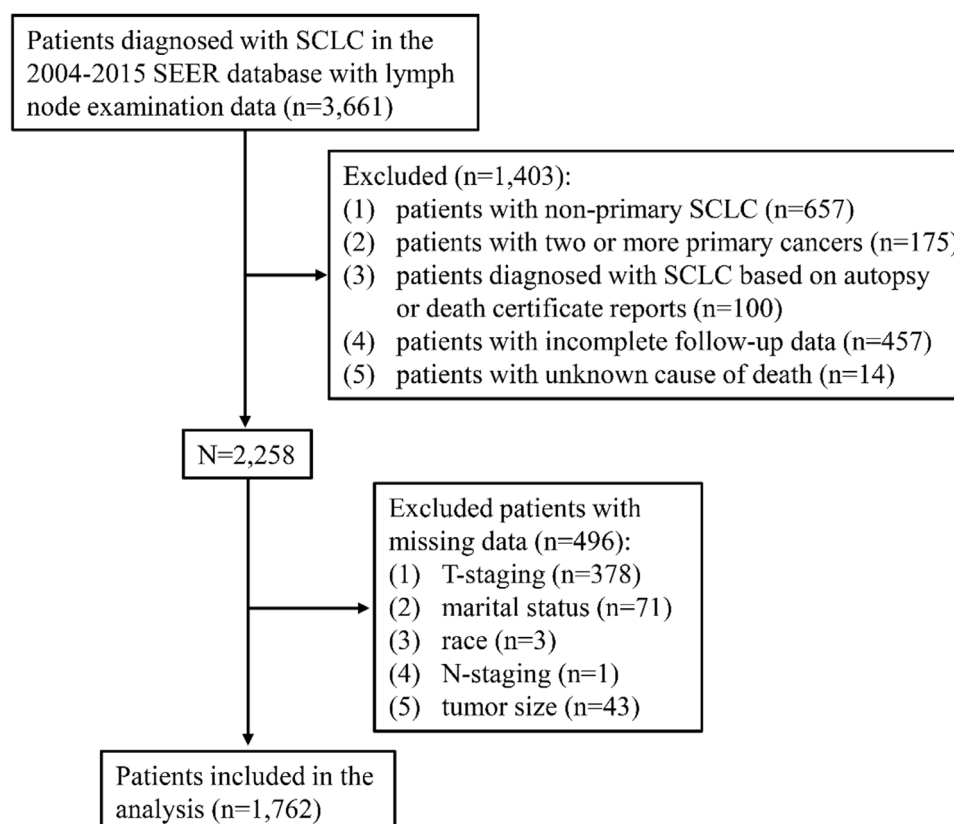 Patients diagnosed with SCLC in the
2004-2015 SEER database with lymph
node examination data (n=3,661)
Excluded (n=1,403):
(1) patients with non-primary SCLC (n=657)
(2) patients with two or more primary cancers (n=175)
(3) patients diagnosed with SCLC based on autopsy
or death certificate reports (n=100)
(4) patients with incomplete follow-up data (n=457)
(5) patients with unknown cause of death (n=14)
N=2,258
Excluded patients with
missing data (n=496):
(1) T-staging (n=378)
(2) marital status (n=71)
(3) race (n=3)
(4) N-staging (n=1)
(5) tumor size (n=43)
Patients included in the
analysis (n=1,762)